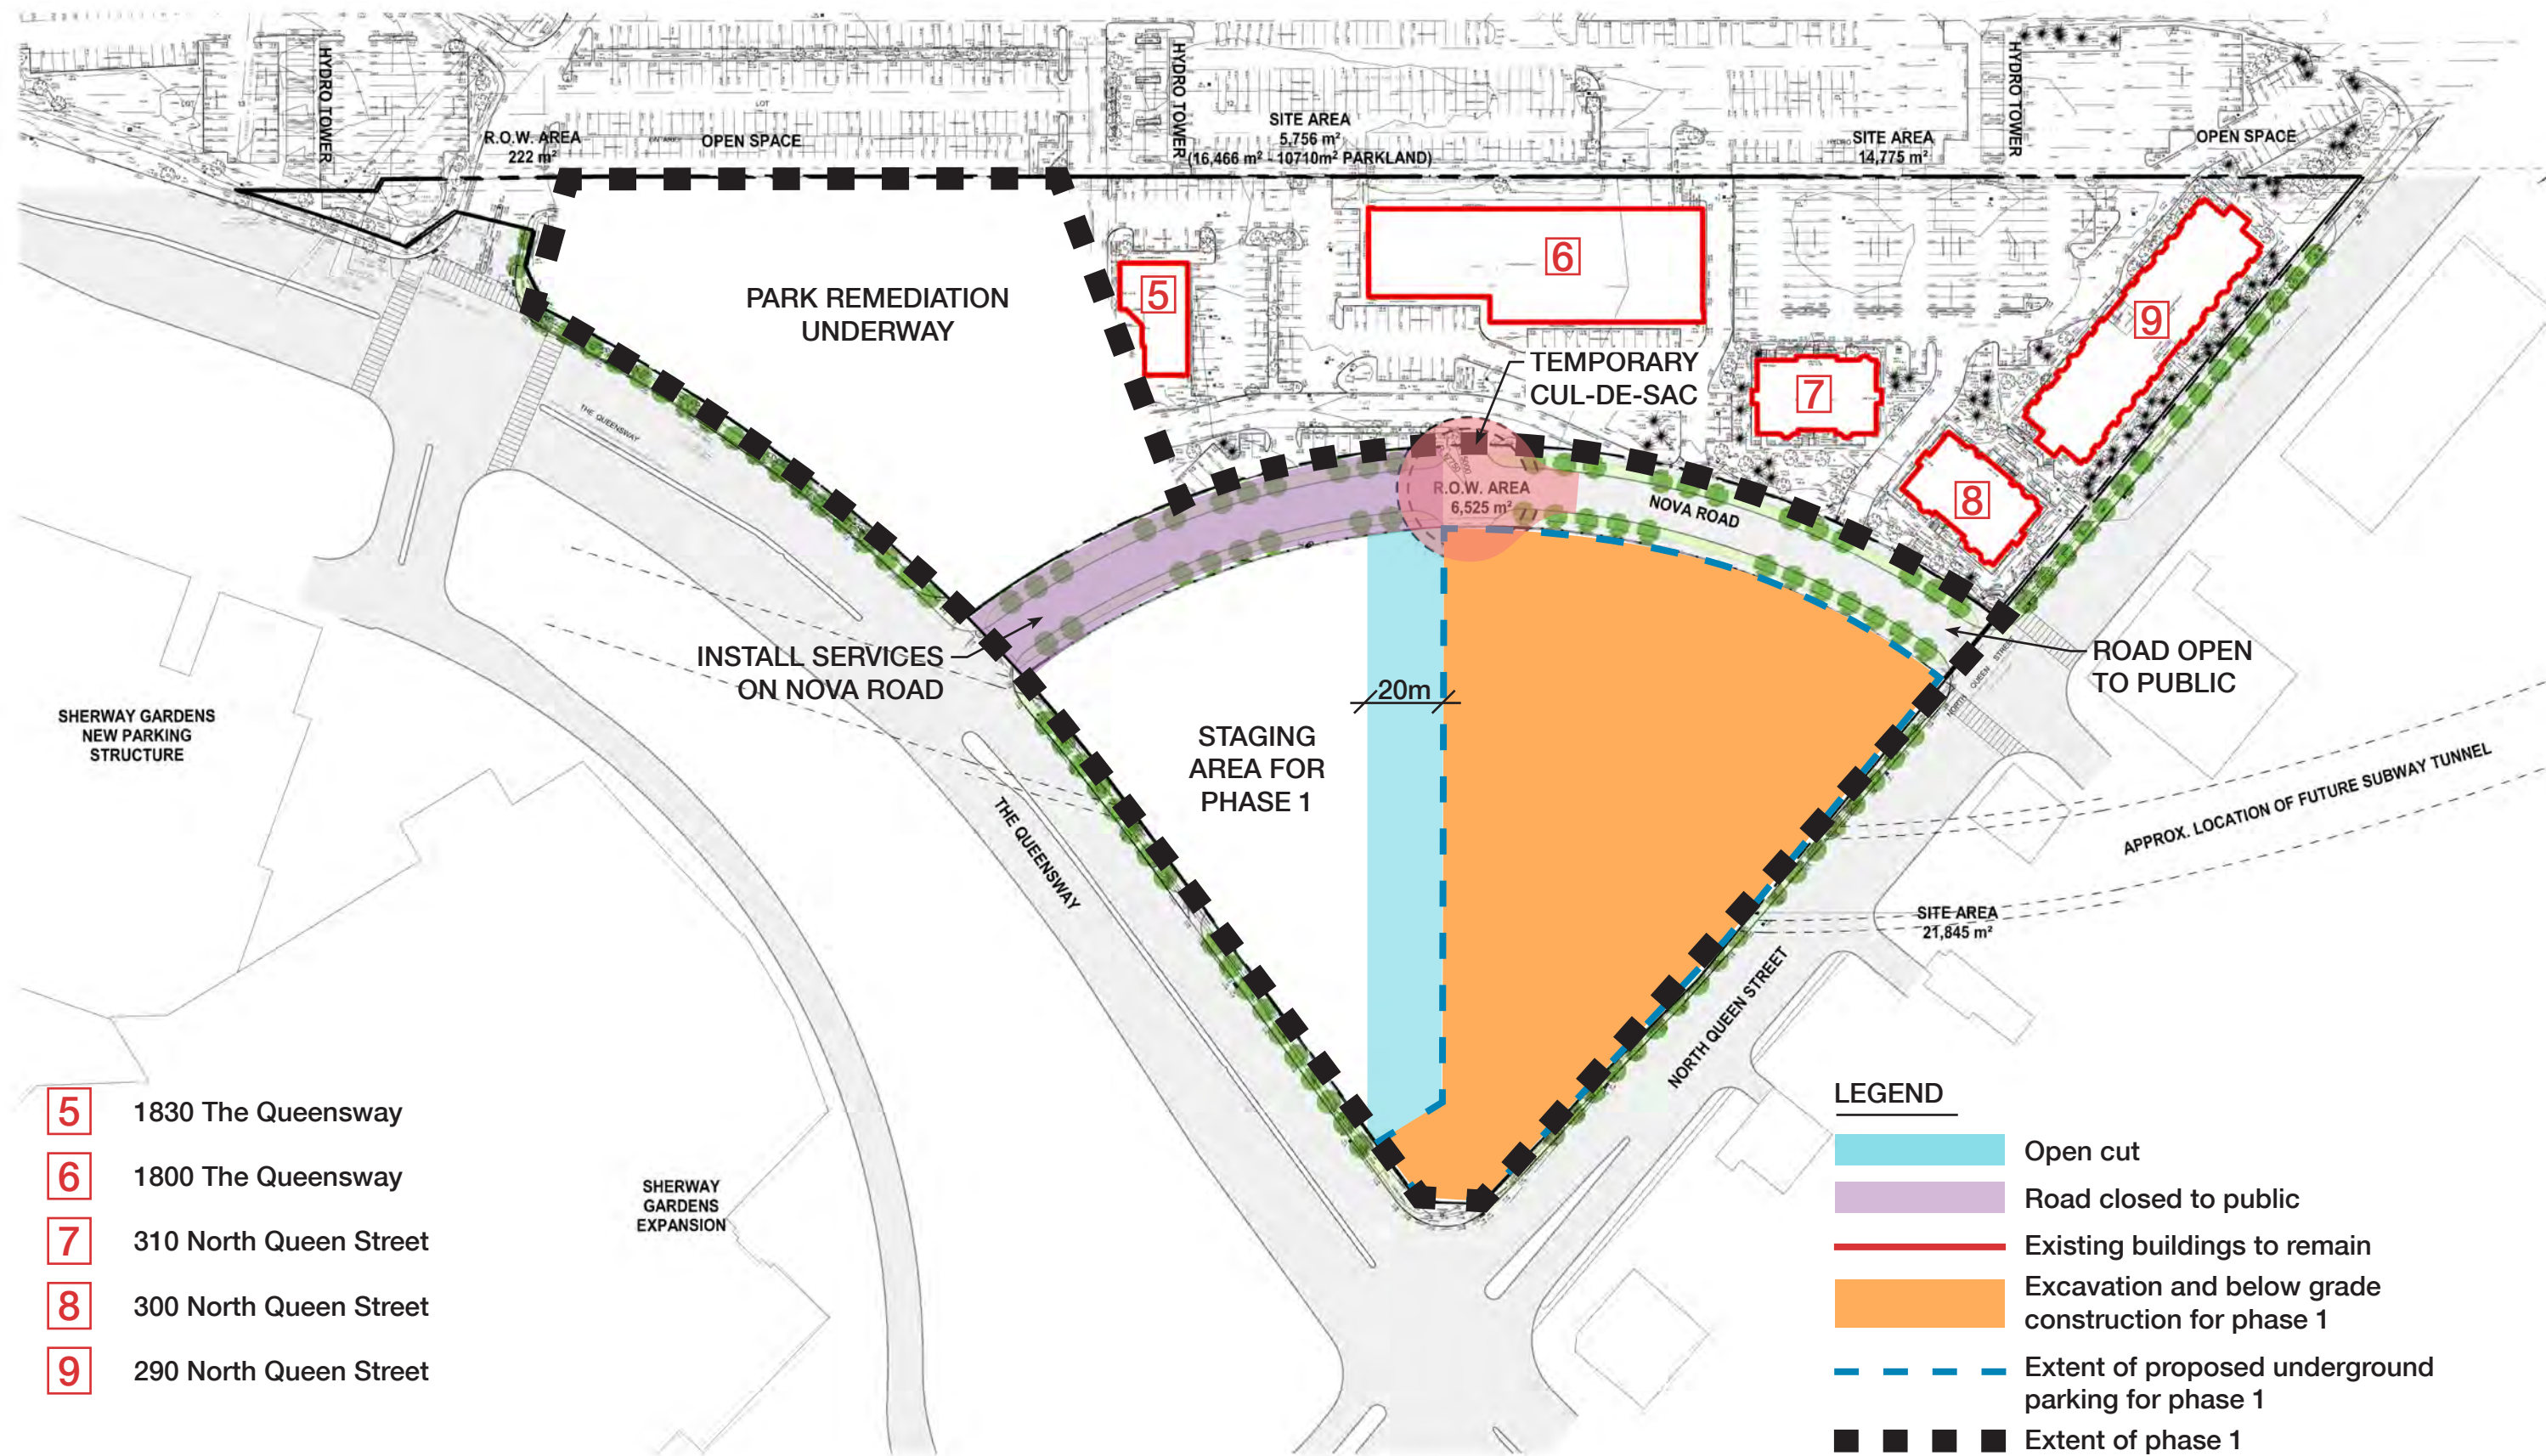 HYDRO TOWER
HYDRO TOWER
HYDRO TOWER
R.O.W. AREA
222 m²
LOT
OPEN SPACE
SITE AREA
5,756 m²
(16,466 m² - 10710m² PARKLAND)
SITE AREA
14,775 m²
OPEN SPACE
PARK REMEDIATION
UNDERWAY
5
6
7
8
9
TEMPORARY
CUL-DE-SAC
THE QUEENSWAY
R.O.W. AREA
6,525 m²
NOVA ROAD
INSTALL SERVICES
ON NOVA ROAD
ROAD OPEN
TO PUBLIC
NORTH QUEEN STREET
20m
STAGING
AREA FOR
PHASE 1
SHERWAY GARDENS
NEW PARKING
STRUCTURE
THE QUEENSWAY
APPROX. LOCATION OF FUTURE SUBWAY TUNNEL
SITE AREA
21,845 m²
NORTH QUEEN STREET
SHERWAY
GARDENS
EXPANSION
5 1830 The Queensway
6 1800 The Queensway
7 310 North Queen Street
8 300 North Queen Street
9 290 North Queen Street
LEGEND
Open cut
Road closed to public
Existing buildings to remain
Excavation and below grade
construction for phase 1
Extent of proposed underground
parking for phase 1
Extent of phase 1